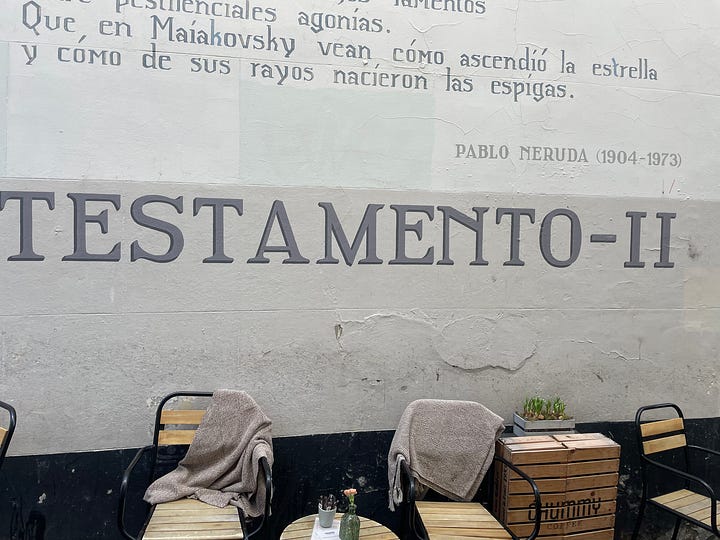 pestilenciales agonías.
Que, en Maiakovsky vean cómo ascendió la estrella
y cómo de sus rayos nacieron las espigas.
PABLO NERUDA (1904-1973)
TESTAMENTO-II
COFFEE